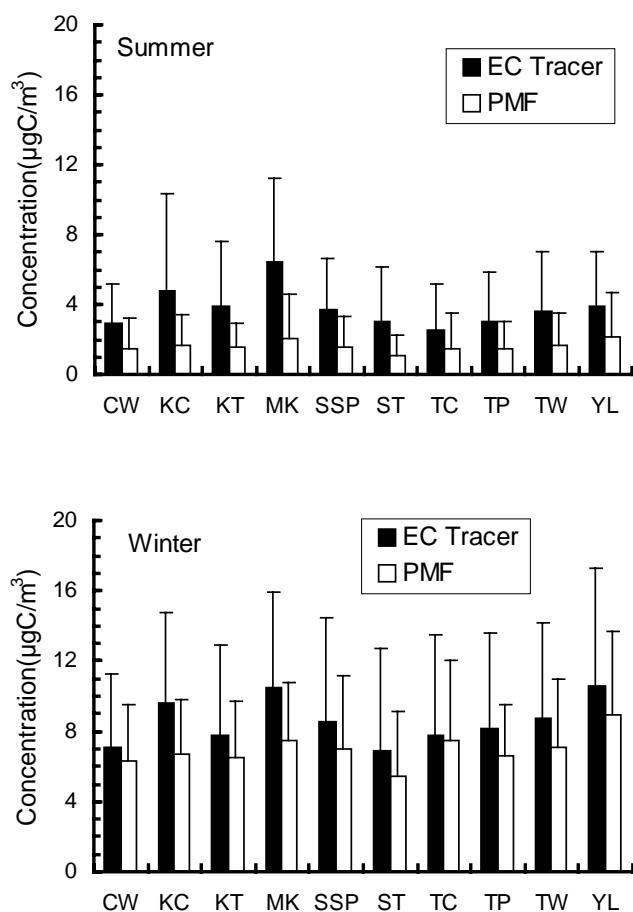 20
Summer
EC Tracer
PMF
16
12
8
4
0
Concentration(µgC/m³)
CW KC KT MK SSP ST TC TP TW YL
20
Winter
EC Tracer
PMF
16
12
8
4
0
Concentration(µgC/m³)
CW KC KT MK SSP ST TC TP TW YL